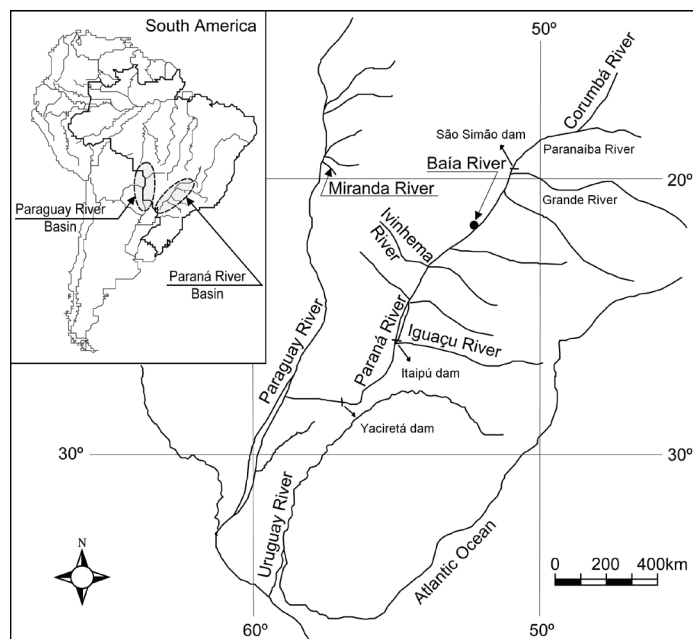 South America
Paraguay River
Basin
Paraná River
Basin
50º
Corumbá River
São Simão dam
Paranaíba River
Baía River
20º
Miranda River
Grande River
Ivinhema
River
Paraguay River
Paraná River
Iguaçu River
Itaipú dam
Yaciretá dam
30º
30º
Uruguay River
Atlantic Ocean
N
0 200 400km
60º
50º